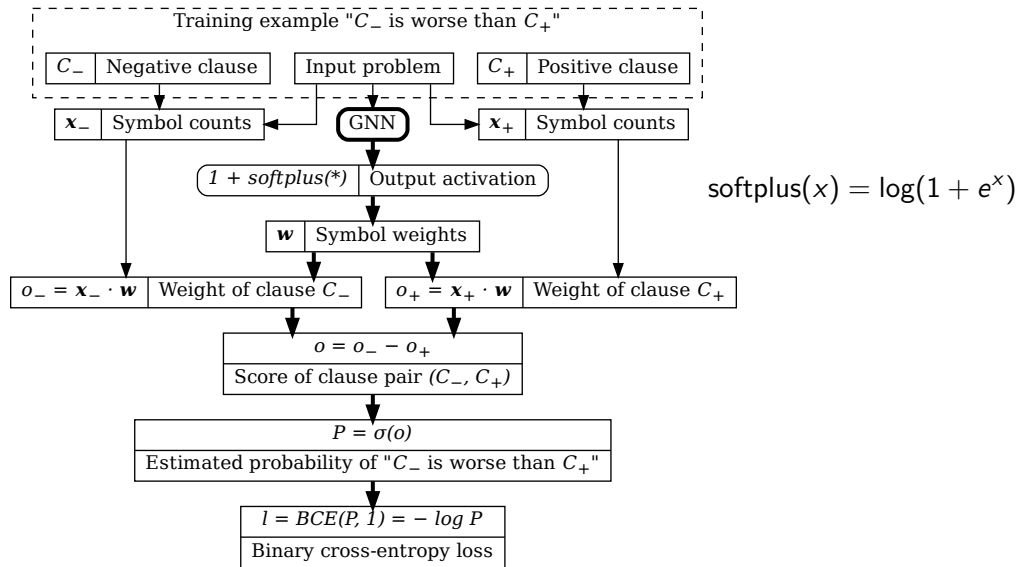 Training example "C₋ is worse than C₊"
C₋ Negative clause
Input problem
C₊ Positive clause
x₋ Symbol counts
GNN
x₊ Symbol counts
1 + softplus(*) Output activation
softplus(x) = log(1 + eˣ)
w Symbol weights
o₋ = x₋ · w Weight of clause C₋
o₊ = x₊ · w Weight of clause C₊
o = o₋ − o₊
Score of clause pair (C₋, C₊)
P = σ(o)
Estimated probability of "C₋ is worse than C₊"
l = BCE(P, 1) = − log P
Binary cross-entropy loss